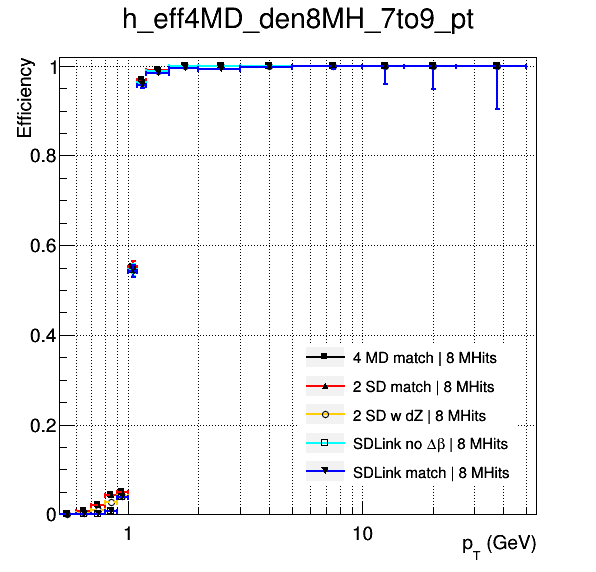 h_eff4MD_den8MH_7to9_pt
Efficiency
1
0.8
0.6
0.4
0.2
0
4 MD match | 8 MHits
2 SD match | 8 MHits
2 SD w dZ | 8 MHits
SDLink no Δβ | 8 MHits
SDLink match | 8 MHits
1 10
p_T (GeV)